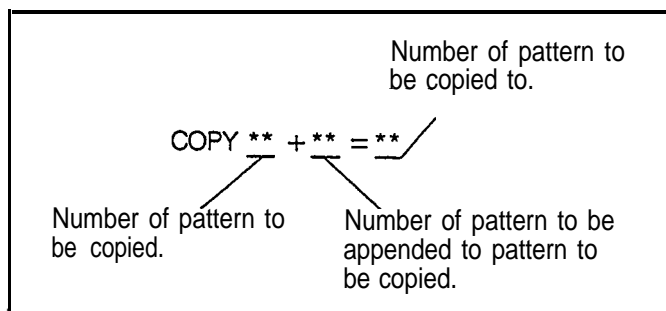 Number of pattern to
be copied to.
COPY ** + ** = **
Number of pattern to
be copied.
Number of pattern to be
appended to pattern to
be copied.